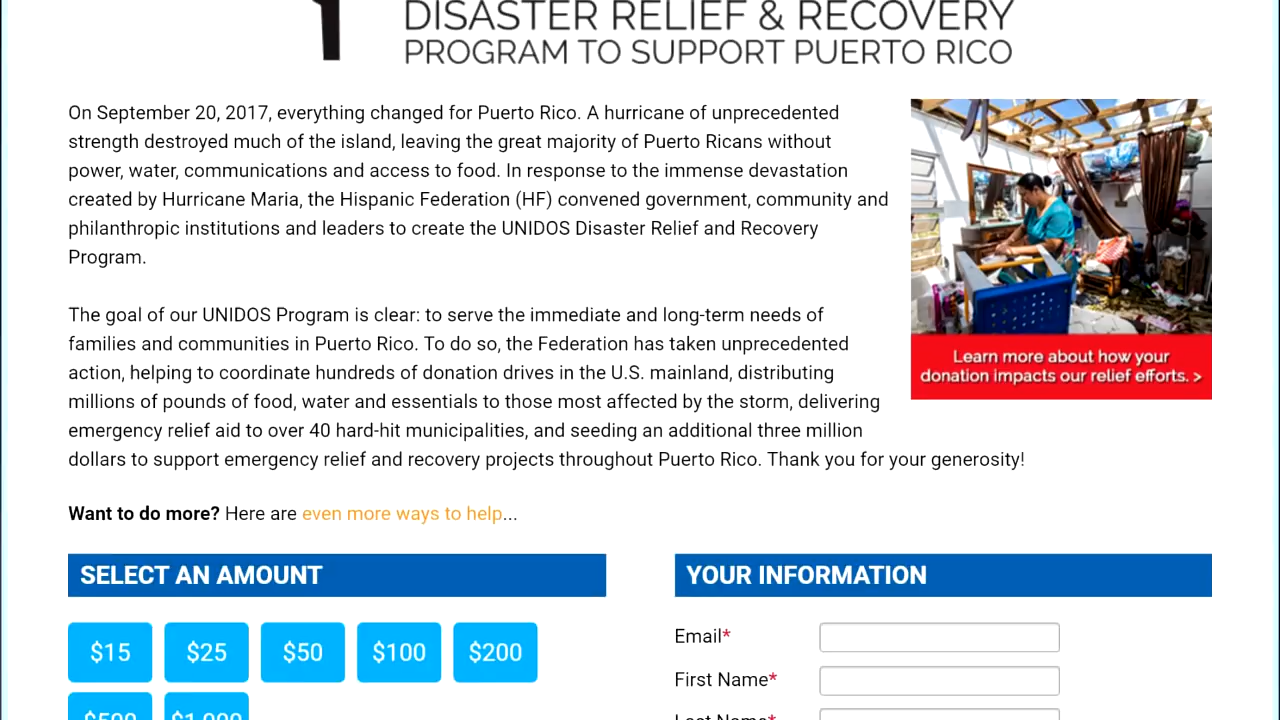 DISASTER RELIEF & RECOVERY
PROGRAM TO SUPPORT PUERTO RICO
On September 20, 2017, everything changed for Puerto Rico. A hurricane of unprecedented
strength destroyed much of the island, leaving the great majority of Puerto Ricans without
power, water, communications and access to food. In response to the immense devastation
created by Hurricane Maria, the Hispanic Federation (HF) convened government, community and
philanthropic institutions and leaders to create the UNIDOS Disaster Relief and Recovery
Program.
Learn more about how your
donation impacts our relief efforts. >
The goal of our UNIDOS Program is clear: to serve the immediate and long-term needs of
families and communities in Puerto Rico. To do so, the Federation has taken unprecedented
action, helping to coordinate hundreds of donation drives in the U.S. mainland, distributing
millions of pounds of food, water and essentials to those most affected by the storm, delivering
emergency relief aid to over 40 hard-hit municipalities, and seeding an additional three million
dollars to support emergency relief and recovery projects throughout Puerto Rico. Thank you for your generosity!
Want to do more? Here are even more ways to help...
SELECT AN AMOUNT
$15 $25 $50 $100 $200
$500 $1,000
YOUR INFORMATION
Email*
First Name*
Last Name*